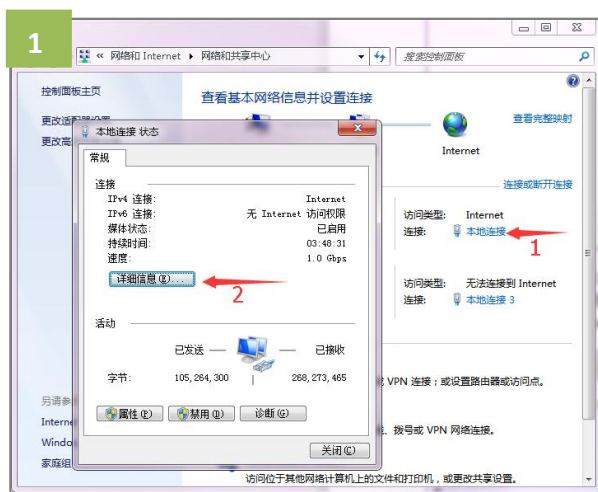 1
« 网络和 Internet ▸ 网络和共享中心
搜索控制面板
控制面板主页
查看基本网络信息并设置连接
查看完整映射
Internet
连接或断开连接
访问类型: Internet
连接: 本地连接
1
访问类型: 无法连接到 Internet
连接: 本地连接 3
VPN 连接；或设置路由器或访问点。
拨号或 VPN 网络连接。
访问位于其他网络计算机上的文件和打印机，或更改共享设置。
更改适
更改高
另请参
Interne
Windo
家庭组
本地连接 状态
常规
连接
IPv4 连接: Internet
IPv6 连接: 无 Internet 访问权限
媒体状态: 已启用
持续时间: 03:48:31
速度: 1.0 Gbps
详细信息(E)...
2
活动
已发送 — — 已接收
字节: 105,264,300 | 268,273,465
属性(P) 禁用(D) 诊断(G)
关闭(C)